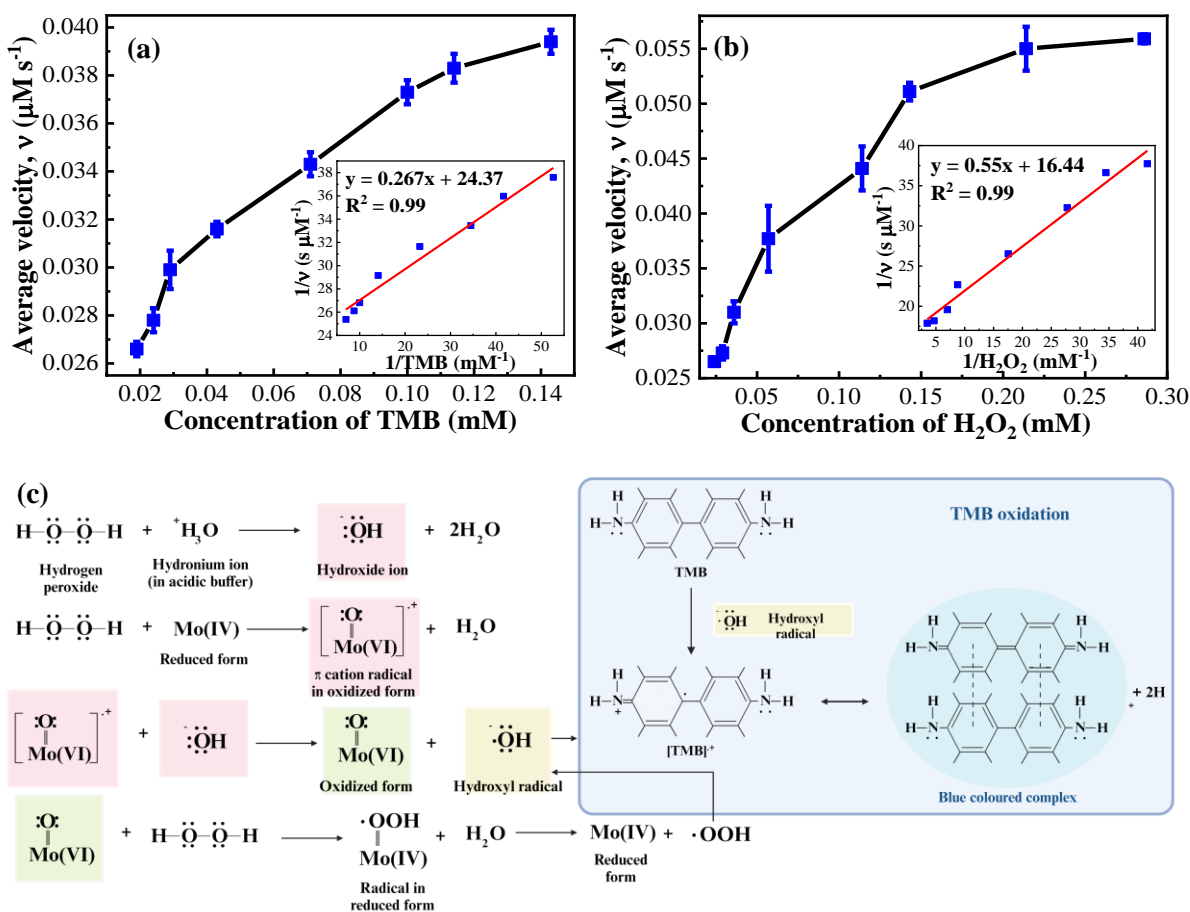 (a)
Average velocity, ν (μM s⁻¹)
0.040
0.038
0.036
0.034
0.032
0.030
0.028
0.026
0.02 0.04 0.06 0.08 0.10 0.12 0.14
Concentration of TMB (mM)
y = 0.267x + 24.37
R² = 0.99
1/ν (s μM⁻¹)
38
36
34
32
30
28
26
24
10 20 30 40 50
1/TMB (mM⁻¹)
(b)
Average velocity, ν (μM s⁻¹)
0.055
0.050
0.045
0.040
0.035
0.030
0.025
0.05 0.10 0.15 0.20 0.25 0.30
Concentration of H₂O₂ (mM)
y = 0.55x + 16.44
R² = 0.99
1/ν (s μM⁻¹)
40
35
30
25
20
5 10 15 20 25 30 35 40
1/H₂O₂ (mM⁻¹)
(c)
H–Ö–Ö–H + ⁺H₃O ⁻:ÖH + 2H₂O
Hydrogen
peroxide
Hydronium ion
(in acidic buffer)
Hydroxide ion
H–Ö–Ö–H + Mo(IV) [:O: Mo(VI)]·⁺ + H₂O
Reduced form
π cation radical
in oxidized form
[:O: Mo(VI)]·⁺ + ⁻:ÖH :O: Mo(VI) + ⁻·ÖH
Oxidized form
Hydroxyl radical
:O: Mo(VI) + H–Ö–Ö–H ·OOH Mo(IV) + H₂O Mo(IV) + ·OOH
Radical in
reduced form
Reduced
form
TMB oxidation
H H
H–N N–H
TMB
⁻·ÖH Hydroxyl
radical
H H
H–N N–H
+
[TMB]·⁺
H H
H–N N–H
H H
H–N N–H
+ 2H
+
Blue coloured complex